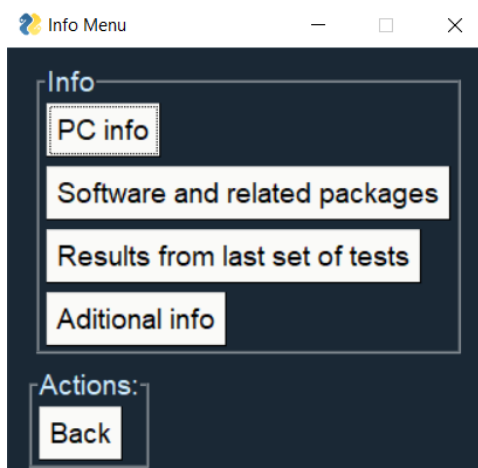 Info Menu
Info
PC info
Software and related packages
Results from last set of tests
Aditional info
Actions:
Back